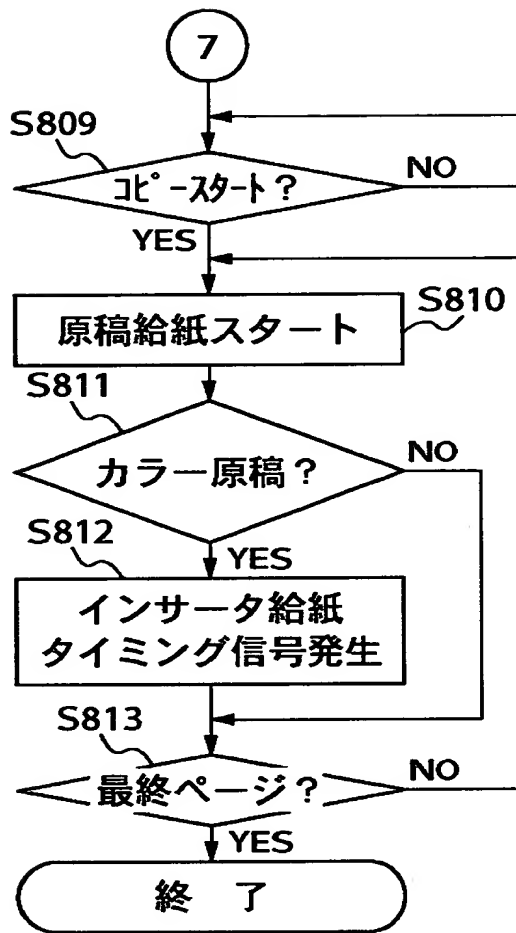 7
S809
コピースタート?
NO
YES
原稿給紙スタート
S810
S811
カラー原稿?
NO
S812
YES
インサータ給紙
タイミング信号発生
S813
最終ページ?
NO
YES
終 了